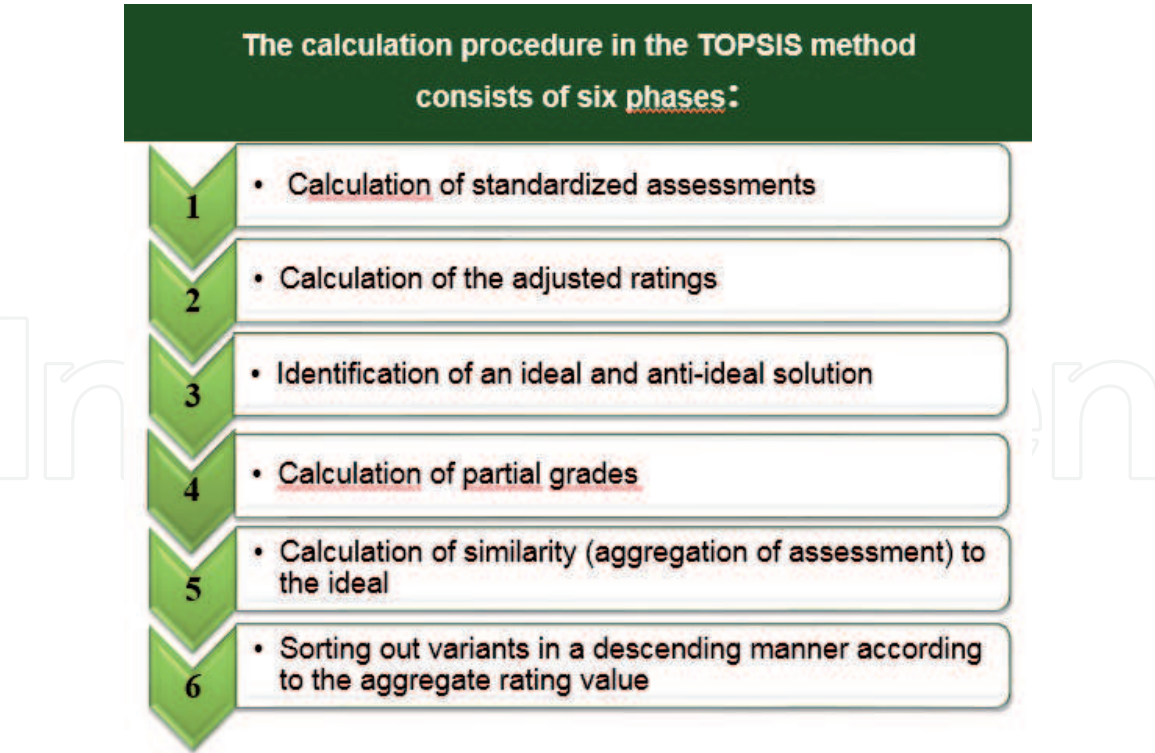 The calculation procedure in the TOPSIS method
consists of six phases:
1
• Calculation of standardized assessments
2
• Calculation of the adjusted ratings
3
• Identification of an ideal and anti-ideal solution
4
• Calculation of partial grades
5
• Calculation of similarity (aggregation of assessment) to
the ideal
6
• Sorting out variants in a descending manner according
to the aggregate rating value